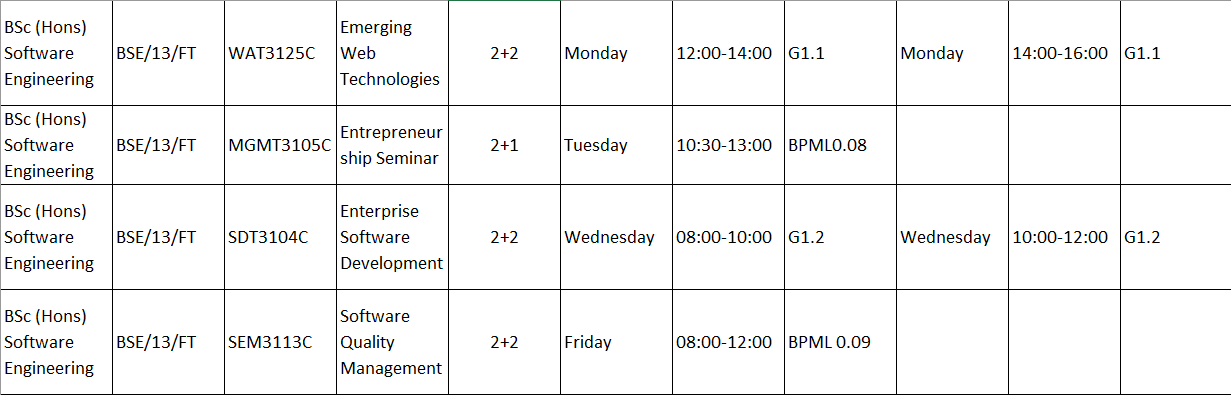 BSc (Hons) Software Engineering BSE/13/FT WAT3125C Emerging Web Technologies 2+2 Monday 12:00-14:00 G1.1 Monday 14:00-16:00 G1.1
BSc (Hons) Software Engineering BSE/13/FT MGMT3105C Entrepreneurship Seminar 2+1 Tuesday 10:30-13:00 BPML0.08
BSc (Hons) Software Engineering BSE/13/FT SDT3104C Enterprise Software Development 2+2 Wednesday 08:00-10:00 G1.2 Wednesday 10:00-12:00 G1.2
BSc (Hons) Software Engineering BSE/13/FT SEM3113C Software Quality Management 2+2 Friday 08:00-12:00 BPML 0.09